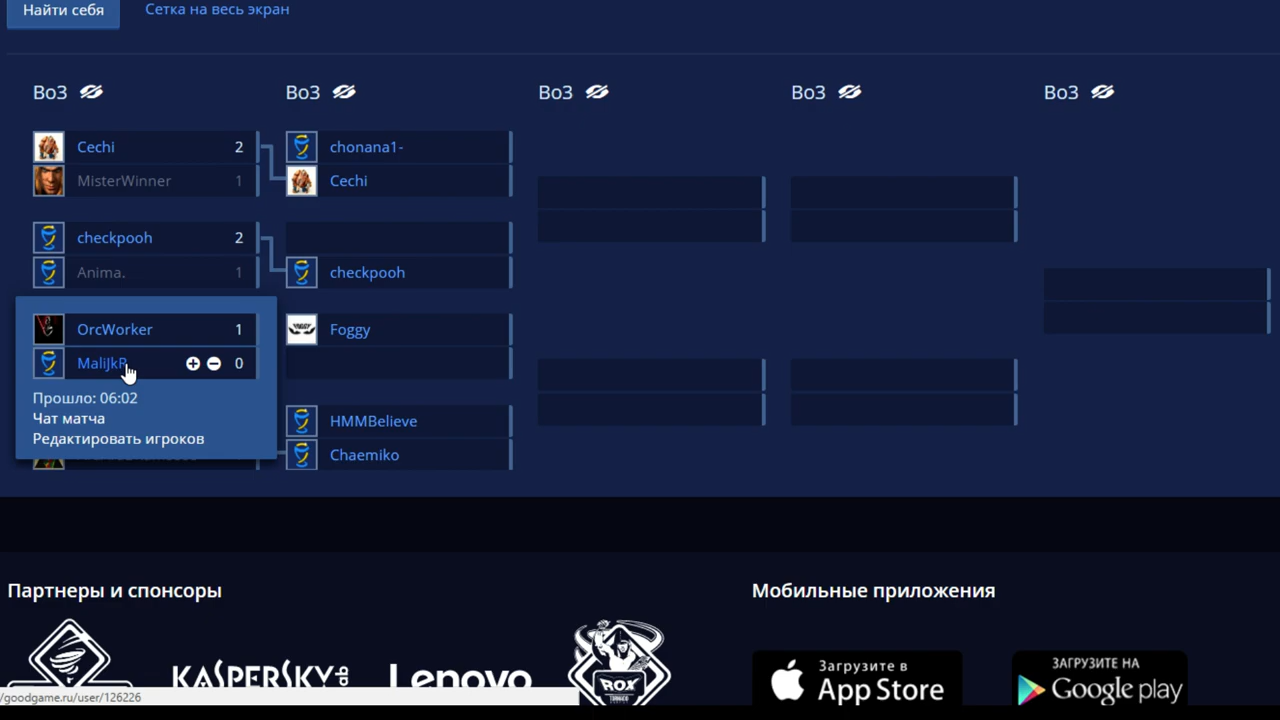 Найти себя
Сетка на весь экран
Bo3
Bo3
Bo3
Bo3
Bo3
Cechi 2
MisterWinner 1
checkpooh 2
Anima. 1
OrcWorker 1
MaliJkR 0
Прошло: 06:02
Чат матча
Редактировать игроков
chonana1-
Cechi
checkpooh
Foggy
HMMBelieve
Chaemiko
Партнеры и спонсоры
Мобильные приложения
KASPERSKY
Lenovo
ROX
Загрузите в
App Store
ЗАГРУЗИТЕ НА
Google play
/goodgame.ru/user/126226